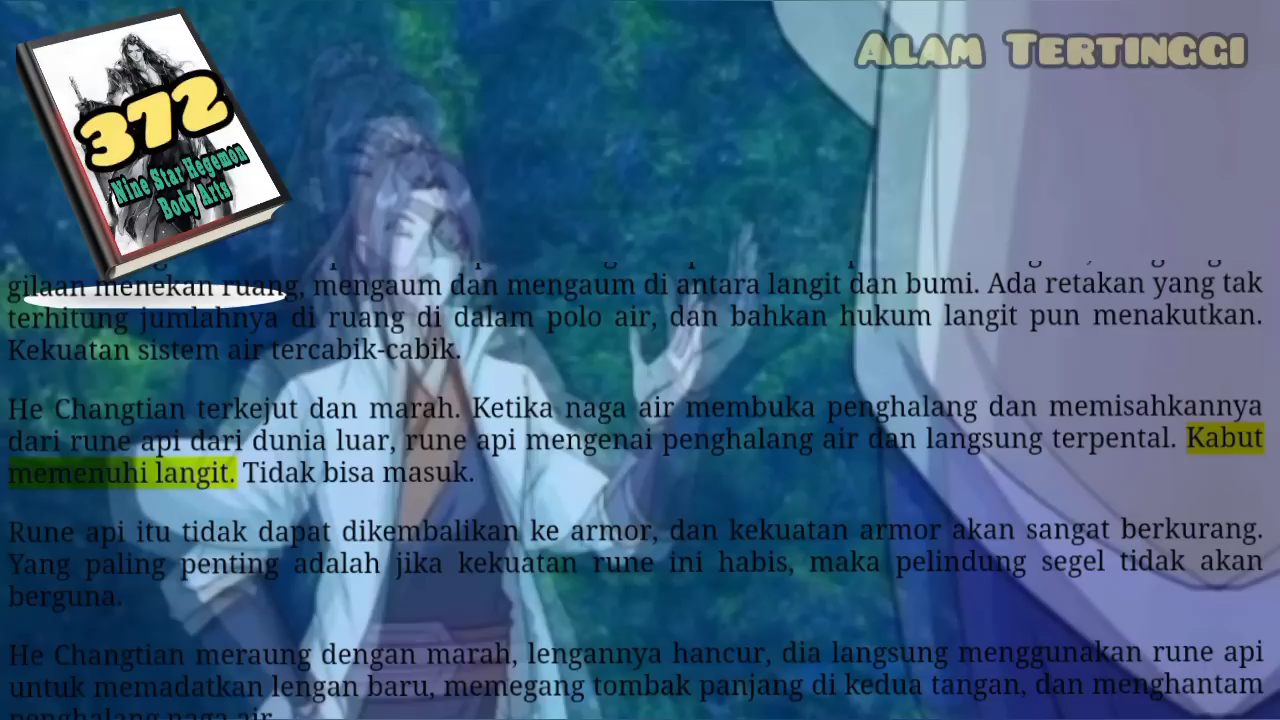 Alam Tertinggi
372
Nine Star Hegemon
Body Arts
gilaan menekan ruang, mengaum dan mengaum di antara langit dan bumi. Ada retakan yang tak
terhitung jumlahnya di ruang di dalam polo air, dan bahkan hukum langit pun menakutkan.
Kekuatan sistem air tercabik-cabik.
He Changtian terkejut dan marah. Ketika naga air membuka penghalang dan memisahkannya
dari rune api dari dunia luar, rune api mengenai penghalang air dan langsung terpental. Kabut
memenuhi langit. Tidak bisa masuk.
Rune api itu tidak dapat dikembalikan ke armor, dan kekuatan armor akan sangat berkurang.
Yang paling penting adalah jika kekuatan rune ini habis, maka pelindung segel tidak akan
berguna.
He Changtian meraung dengan marah, lengannya hancur, dia langsung menggunakan rune api
untuk memadatkan lengan baru, memegang tombak panjang di kedua tangan, dan menghantam
penghalang naga air.